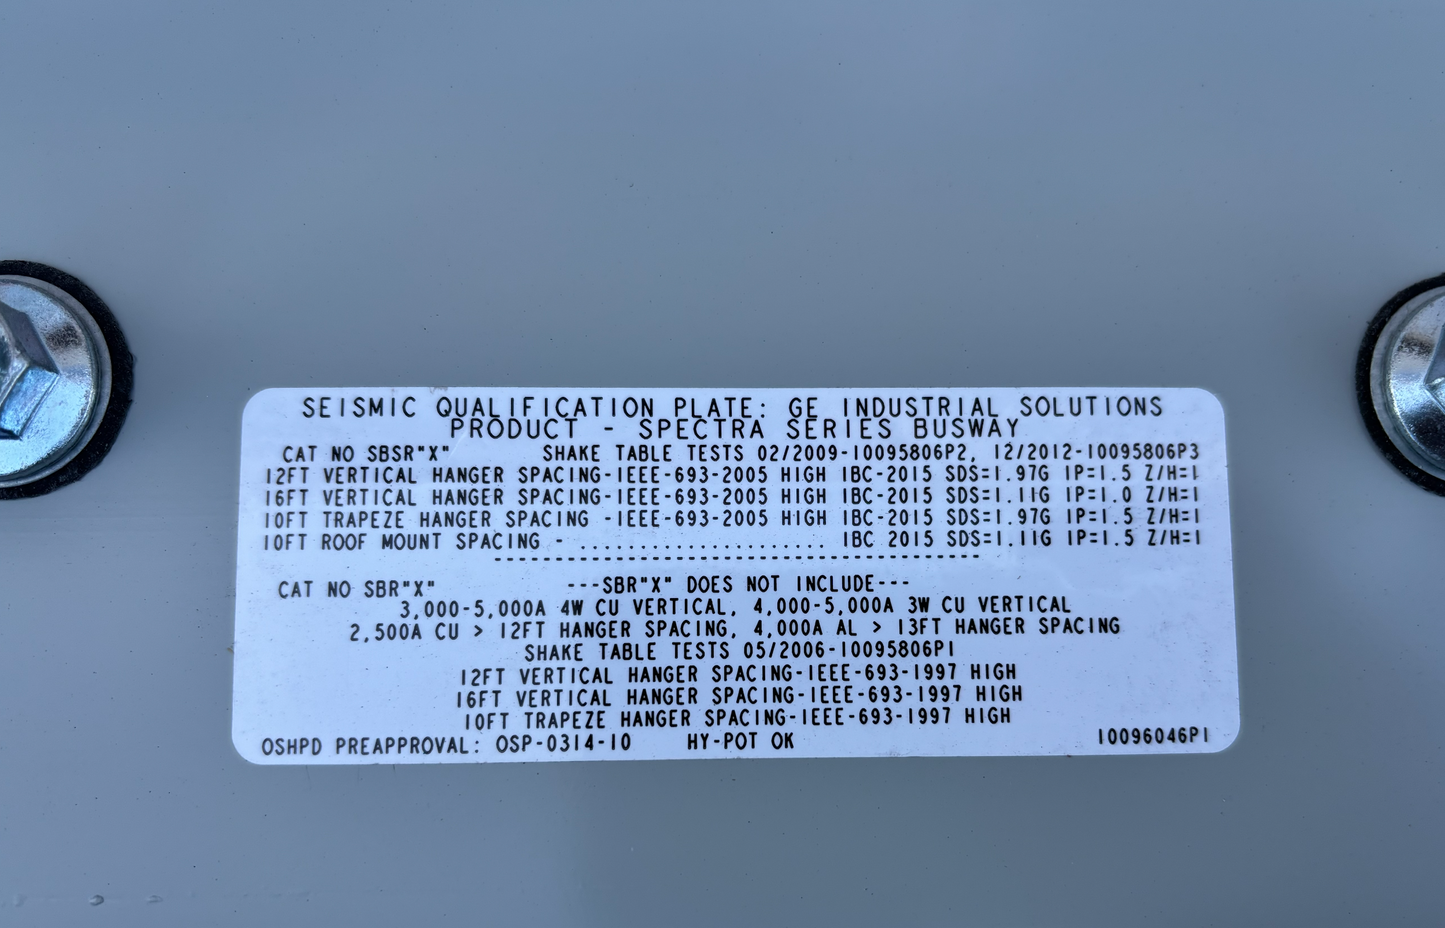 SEISMIC QUALIFICATION PLATE: GE INDUSTRIAL SOLUTIONS
PRODUCT - SPECTRA SERIES BUSWAY
CAT NO SBSR"X" SHAKE TABLE TESTS 02/2009-10095806P2, 12/2012-10095806P3
12FT VERTICAL HANGER SPACING-IEEE-693-2005 HIGH IBC-2015 SDS=1.97G IP=1.5 Z/H=1
16FT VERTICAL HANGER SPACING-IEEE-693-2005 HIGH IBC-2015 SDS=1.11G IP=1.0 Z/H=1
10FT TRAPEZE HANGER SPACING -IEEE-693-2005 HIGH IBC-2015 SDS=1.97G IP=1.5 Z/H=1
10FT ROOF MOUNT SPACING - ..................... IBC 2015 SDS=1.11G IP=1.5 Z/H=1
------------------------------------------
CAT NO SBR"X" ---SBR"X" DOES NOT INCLUDE---
3,000-5,000A 4W CU VERTICAL, 4,000-5,000A 3W CU VERTICAL
2,500A CU > 12FT HANGER SPACING, 4,000A AL > 13FT HANGER SPACING
SHAKE TABLE TESTS 05/2006-10095806P1
12FT VERTICAL HANGER SPACING-IEEE-693-1997 HIGH
16FT VERTICAL HANGER SPACING-IEEE-693-1997 HIGH
10FT TRAPEZE HANGER SPACING-IEEE-693-1997 HIGH
OSHPD PREAPPROVAL: OSP-0314-10 HY-POT OK 10096046P1